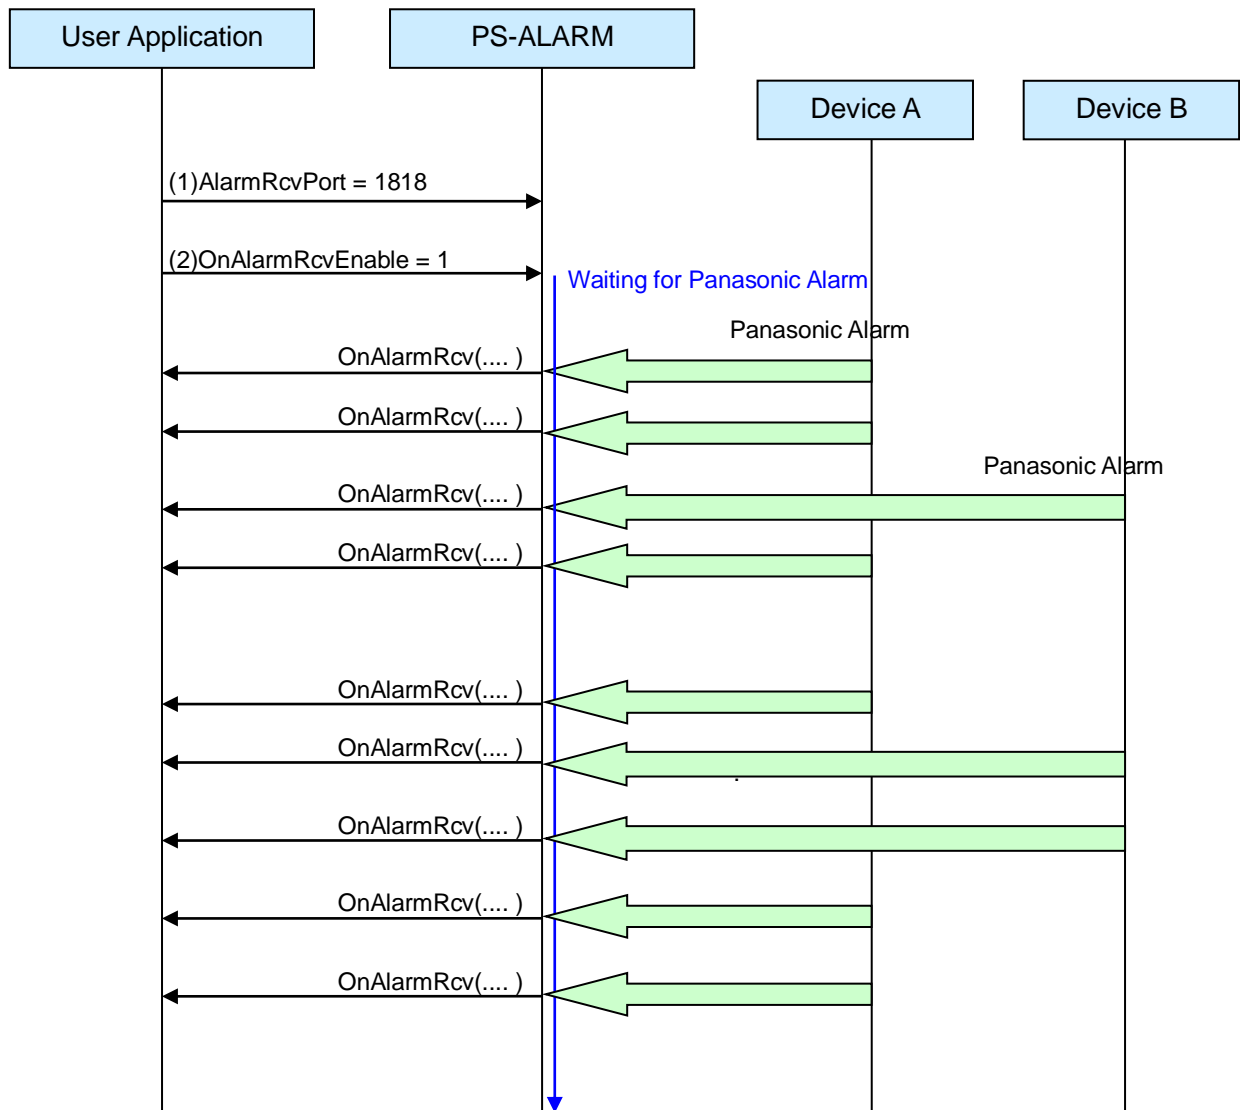 User Application
PS-ALARM
Device A
Device B
(1)AlarmRcvPort = 1818
(2)OnAlarmRcvEnable = 1
Waiting for Panasonic Alarm
Panasonic Alarm
OnAlarmRcv(.... )
OnAlarmRcv(.... )
Panasonic Alarm
OnAlarmRcv(.... )
OnAlarmRcv(.... )
OnAlarmRcv(.... )
OnAlarmRcv(.... )
OnAlarmRcv(.... )
OnAlarmRcv(.... )
OnAlarmRcv(.... )